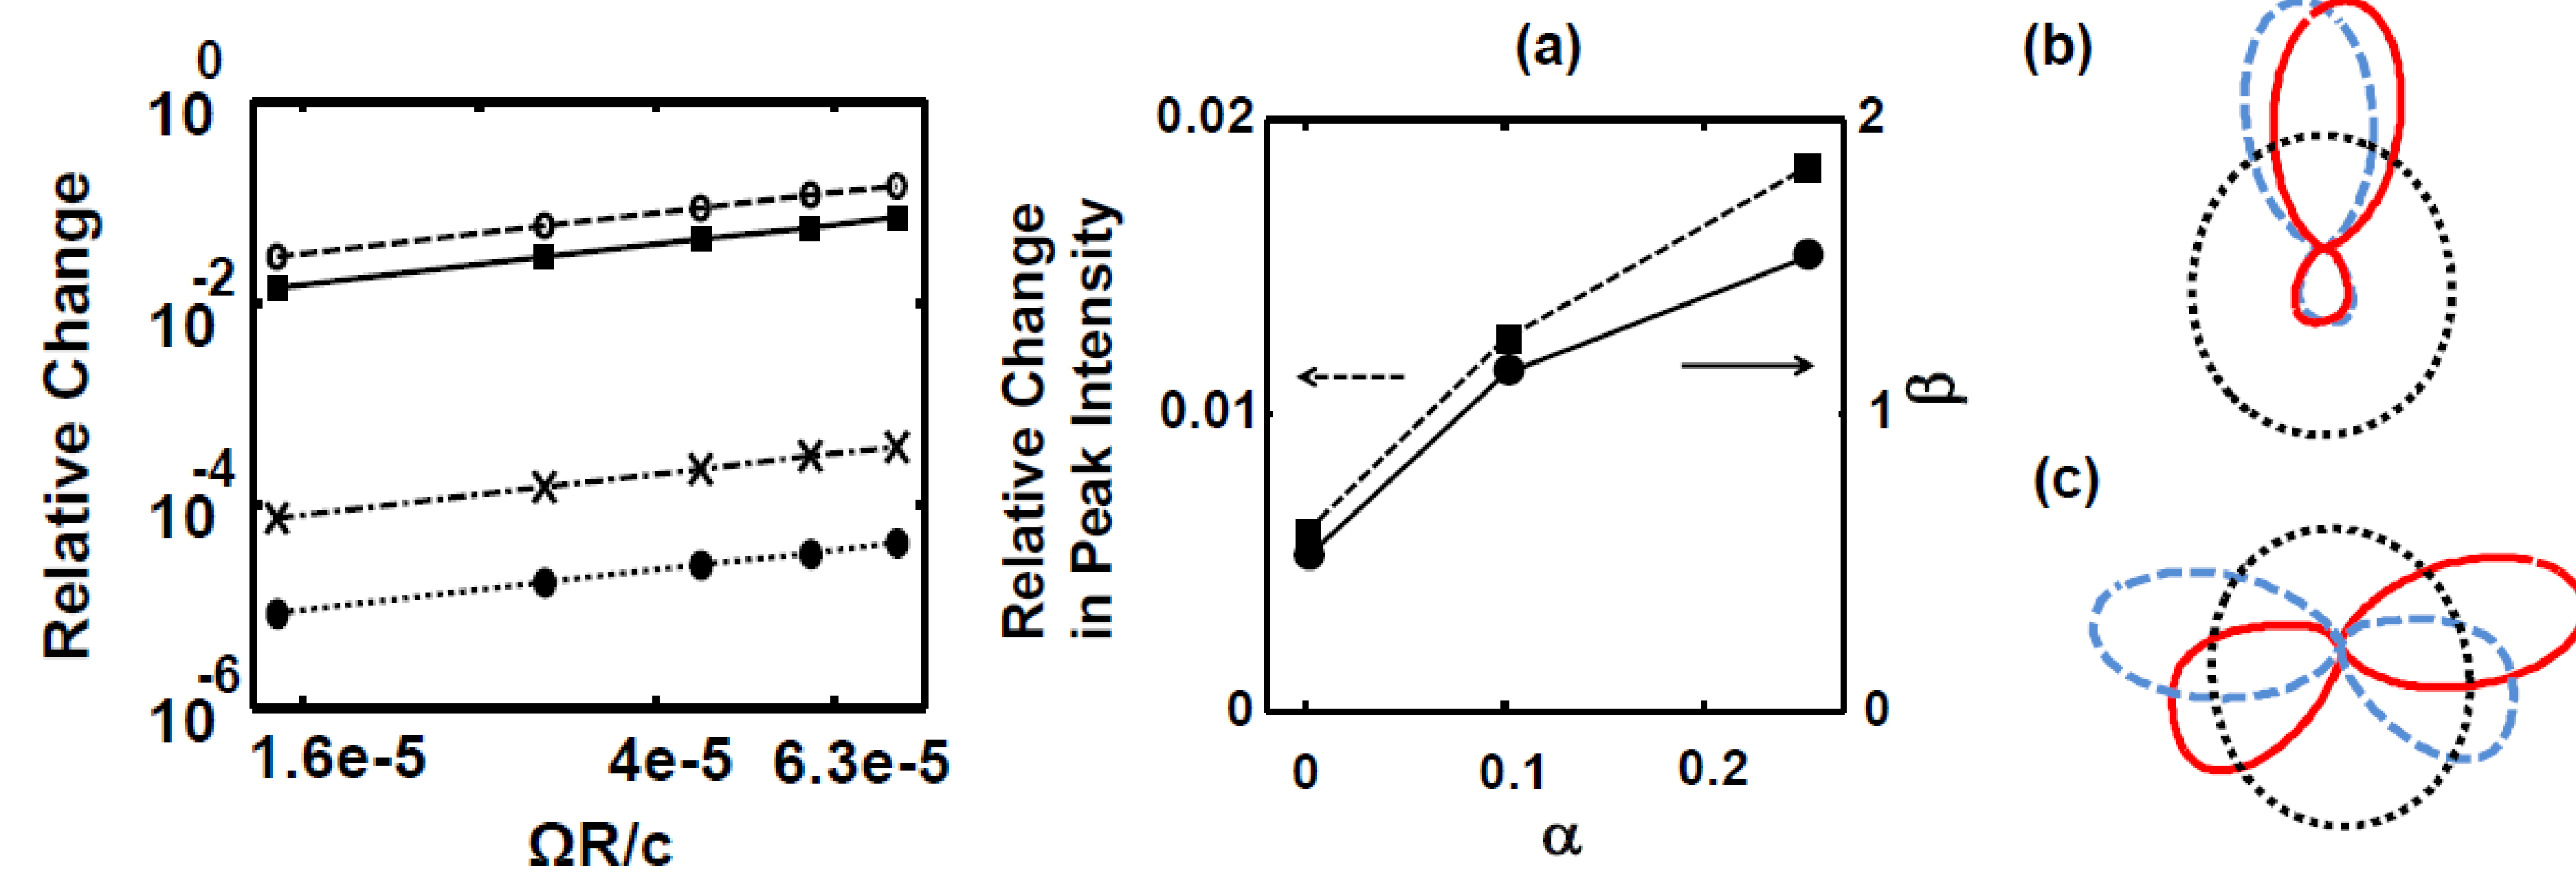 10^0
10^-2
10^-4
10^-6
Relative Change
1.6e-5 4e-5 6.3e-5
ΩR/c
(a)
0.02
0.01
0
Relative Change
in Peak Intensity
2
1
0
β
0 0.1 0.2
α
(b)
(c)